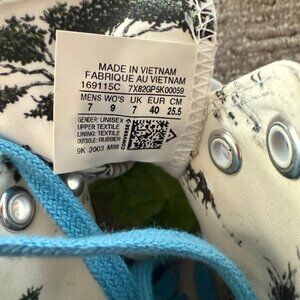 MADE IN VIETNAM
FABRIQUE AU VIETNAM
169115C 7X82GP5K00059
MENS WO'S UK EUR CM
7 9 7 40 25.5
GENDER: UNISEX
UPPER: TEXTILE
LINING: TEXTILE
OUTSOLE: RUBBER
9K 2003 M89